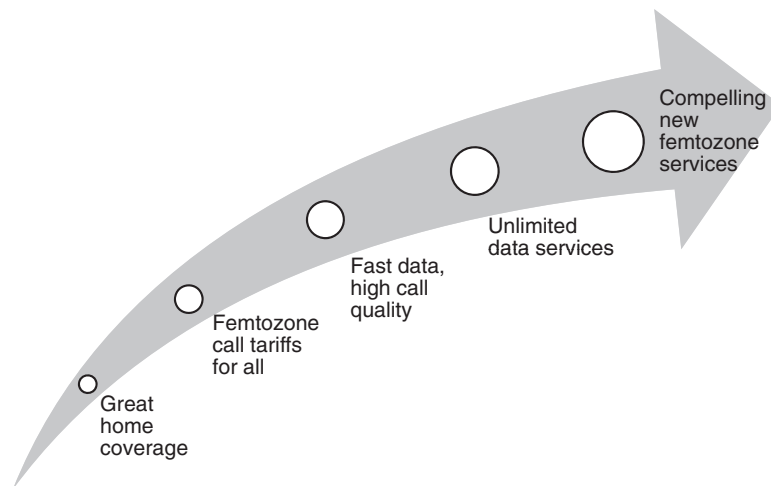 Great
home
coverage
Femtozone
call tariffs
for all
Fast data,
high call
quality
Unlimited
data services
Compelling
new
femtozone
services